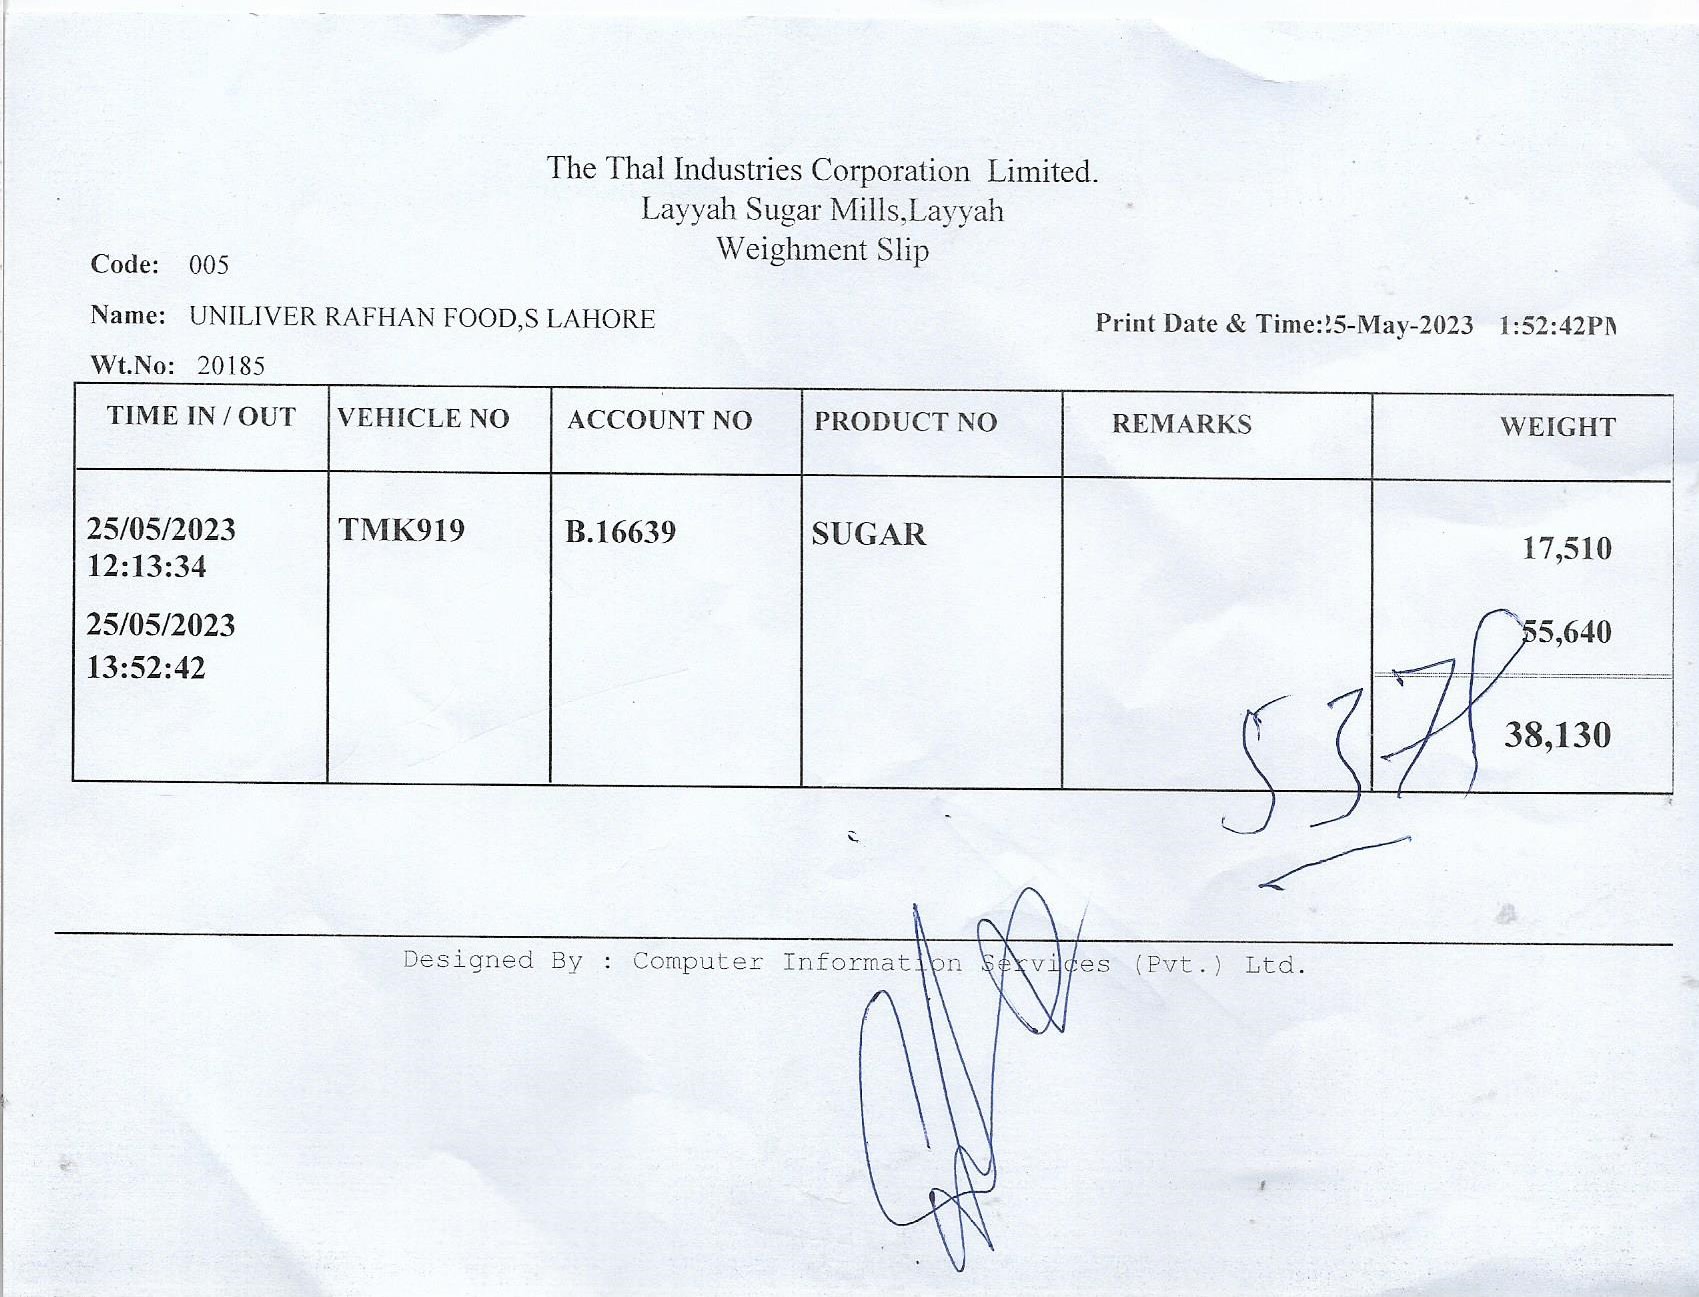 The Thal Industries Corporation Limited.
Layyah Sugar Mills,Layyah
Weighment Slip
Code: 005
Name: UNILIVER RAFHAN FOOD,S LAHORE
Print Date & Time: 5-May-2023 1:52:42PM
Wt.No: 20185
TIME IN / OUT VEHICLE NO ACCOUNT NO PRODUCT NO REMARKS WEIGHT
25/05/2023 TMK919 B.16639 SUGAR 17,510
12:13:34
25/05/2023 55,640
13:52:42
38,130
Designed By : Computer Information Services (Pvt.) Ltd.